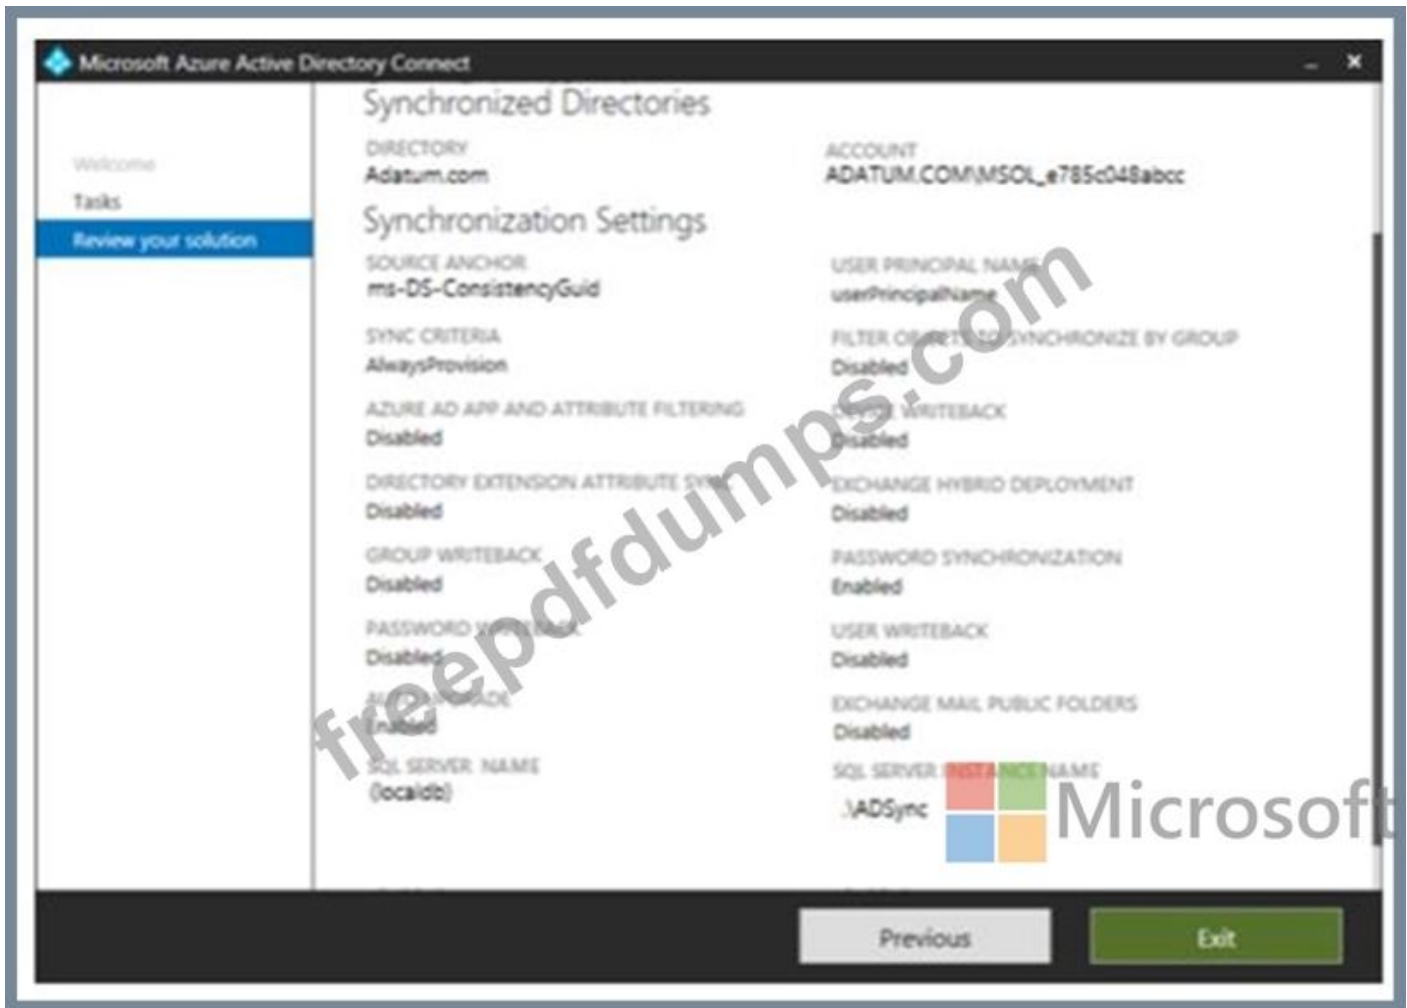 Microsoft Azure Active Directory Connect
Welcome
Tasks
Review your solution
Synchronized Directories
DIRECTORY
Adatum.com
ACCOUNT
ADATUM.COM\MSOL_e785c048abcc
Synchronization Settings
SOURCE ANCHOR
ms-DS-ConsistencyGuid
USER PRINCIPAL NAME
userPrincipalName
SYNC CRITERIA
AlwaysProvision
FILTER OBJECTS TO SYNCHRONIZE BY GROUP
Disabled
AZURE AD APP AND ATTRIBUTE FILTERING
Disabled
DEVICE WRITEBACK
Disabled
DIRECTORY EXTENSION ATTRIBUTE SYNC
Disabled
EXCHANGE HYBRID DEPLOYMENT
Disabled
GROUP WRITEBACK
Disabled
PASSWORD SYNCHRONIZATION
Enabled
PASSWORD WRITEBACK
Disabled
USER WRITEBACK
Disabled
AUTO UPGRADE
Enabled
EXCHANGE MAIL PUBLIC FOLDERS
Disabled
SQL SERVER NAME
(localdb)
SQL SERVER INSTANCE NAME
.\ADSync
freepdfdumps.com
Microsoft
Previous
Exit